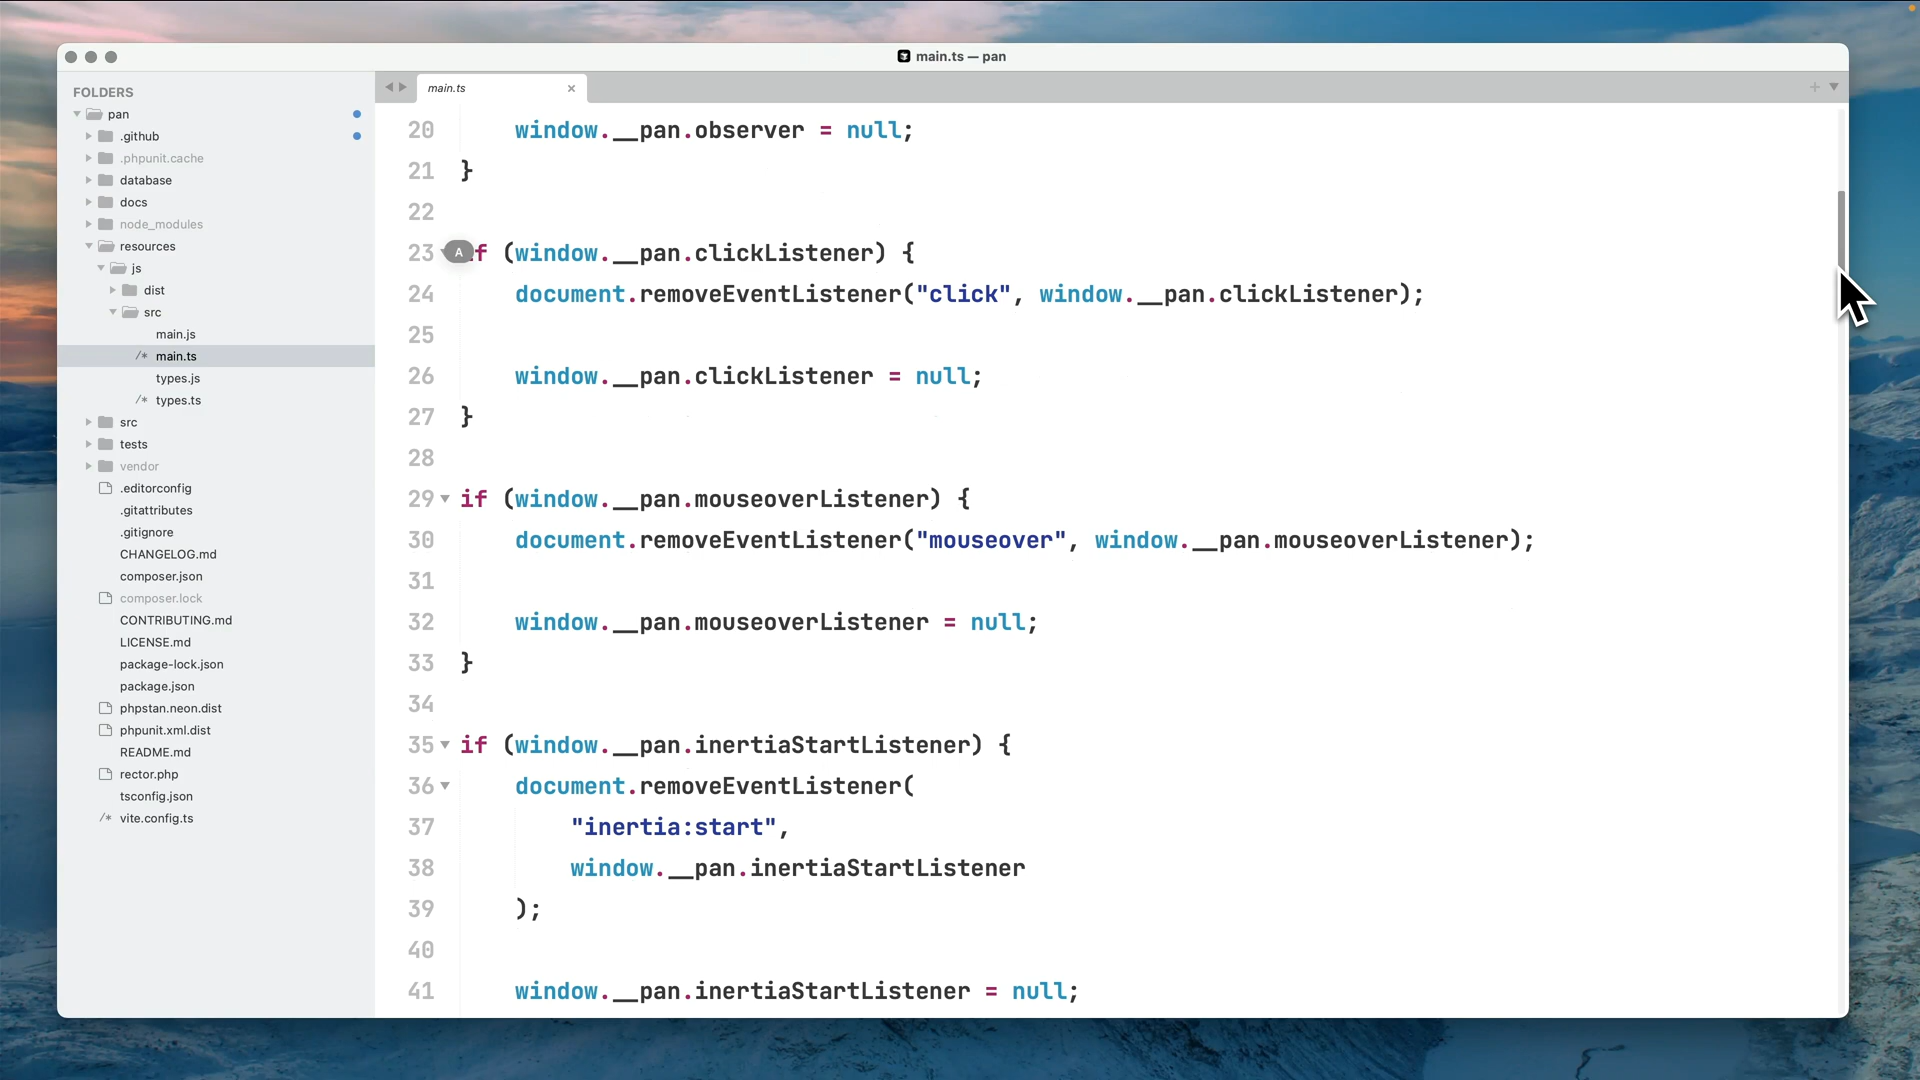 main.ts — pan
FOLDERS
pan
.github
.phpunit.cache
database
docs
node_modules
resources
js
dist
src
main.js
/* main.ts
types.js
/* types.ts
src
tests
vendor
.editorconfig
.gitattributes
.gitignore
CHANGELOG.md
composer.json
composer.lock
CONTRIBUTING.md
LICENSE.md
package-lock.json
package.json
phpstan.neon.dist
phpunit.xml.dist
README.md
rector.php
tsconfig.json
/* vite.config.ts
main.ts
20 window.__pan.observer = null;
21 }
22
23 A f (window.__pan.clickListener) {
24 document.removeEventListener("click", window.__pan.clickListener);
25
26 window.__pan.clickListener = null;
27 }
28
29 if (window.__pan.mouseoverListener) {
30 document.removeEventListener("mouseover", window.__pan.mouseoverListener);
31
32 window.__pan.mouseoverListener = null;
33 }
34
35 if (window.__pan.inertiaStartListener) {
36 document.removeEventListener(
37 "inertia:start",
38 window.__pan.inertiaStartListener
39 );
40
41 window.__pan.inertiaStartListener = null;